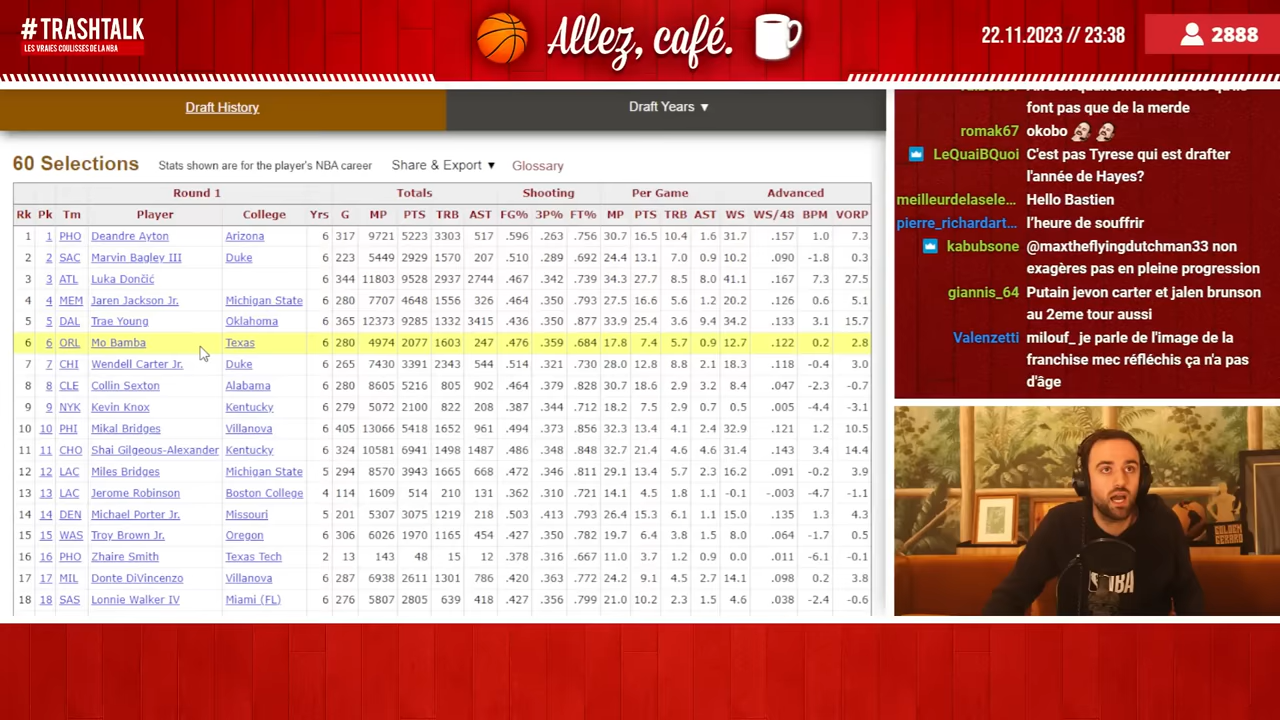 #TRASHTALK
LES VRAIES COULISSES DE LA NBA
Allez, café.
22.11.2023 // 23:38
2888
Draft History
Draft Years ▼
60 Selections Stats shown are for the player's NBA career Share & Export ▼ Glossary
Round 1 Totals Shooting Per Game Advanced
Rk Pk Tm Player College Yrs G MP PTS TRB AST FG% 3P% FT% MP PTS TRB AST WS WS/48 BPM VORP
1 1 PHO Deandre Ayton Arizona 6 317 9721 5223 3303 517 .596 .263 .756 30.7 16.5 10.4 1.6 31.7 .157 1.0 7.3
2 2 SAC Marvin Bagley III Duke 6 223 5449 2929 1570 207 .510 .289 .692 24.4 13.1 7.0 0.9 10.2 .090 -1.8 0.3
3 3 ATL Luka Dončić 6 344 11803 9528 2937 2744 .467 .342 .739 34.3 27.7 8.5 8.0 41.1 .167 7.3 27.5
4 4 MEM Jaren Jackson Jr. Michigan State 6 280 7707 4648 1556 326 .464 .350 .793 27.5 16.6 5.6 1.2 20.2 .126 0.6 5.1
5 5 DAL Trae Young Oklahoma 6 365 12373 9285 1332 3415 .436 .350 .877 33.9 25.4 3.6 9.4 34.2 .133 3.1 15.7
6 6 ORL Mo Bamba Texas 6 280 4974 2077 1603 247 .476 .359 .684 17.8 7.4 5.7 0.9 12.7 .122 0.2 2.8
7 7 CHI Wendell Carter Jr. Duke 6 265 7430 3391 2343 544 .514 .321 .730 28.0 12.8 8.8 2.1 18.3 .118 -0.4 3.0
8 8 CLE Collin Sexton Alabama 6 280 8605 5216 805 902 .464 .379 .828 30.7 18.6 2.9 3.2 8.4 .047 -2.3 -0.7
9 9 NYK Kevin Knox Kentucky 6 279 5072 2100 822 208 .387 .344 .712 18.2 7.5 2.9 0.7 0.5 .005 -4.4 -3.1
10 10 PHI Mikal Bridges Villanova 6 405 13066 5418 1652 961 .494 .373 .856 32.3 13.4 4.1 2.4 32.9 .121 1.2 10.5
11 11 CHO Shai Gilgeous-Alexander Kentucky 6 324 10581 6941 1498 1487 .486 .348 .848 32.7 21.4 4.6 4.6 31.4 .143 3.4 14.4
12 12 LAC Miles Bridges Michigan State 5 294 8570 3943 1665 668 .472 .346 .811 29.1 13.4 5.7 2.3 16.2 .091 -0.2 3.9
13 13 LAC Jerome Robinson Boston College 4 114 1609 514 210 131 .362 .310 .721 14.1 4.5 1.8 1.1 -0.1 -.003 -4.7 -1.1
14 14 DEN Michael Porter Jr. Missouri 5 201 5307 3070 1219 218 .503 .413 .793 26.4 15.3 6.1 1.1 15.0 .135 1.3 4.3
15 15 WAS Troy Brown Jr. Oregon 6 306 6026 1970 1165 454 .427 .350 .782 19.7 6.4 3.8 1.5 8.0 .064 -1.7 0.5
16 16 PHO Zhaire Smith Texas Tech 2 13 143 48 15 12 .373 .316 .667 11.0 3.7 1.2 0.9 0.0 .011 -6.1 -0.1
17 17 MIL Donte DiVincenzo Villanova 6 287 6938 2611 1301 786 .420 .363 .772 24.2 9.1 4.5 2.7 14.1 .098 0.2 3.8
18 18 SAS Lonnie Walker IV Miami (FL) 6 276 5807 2805 639 418 .427 .356 .799 21.0 10.2 2.3 1.5 4.6 .038 -2.4 -0.6
font pas que de la merde
romak67 okobo
LeQuaiBQuoi C'est pas Tyrese qui est drafter
l'année de Hayes?
meilleurdelasele... Hello Bastien
pierre_richardart... l'heure de souffrir
kabubsone @maxtheflyingdutchman33 non
exagères pas en pleine progression
giannis_64 Putain jevon carter et jalen brunson
au 2eme tour aussi
Valenzetti milouf_ je parle de l'image de la
franchise mec réfléchis ça n'a pas
d'âge